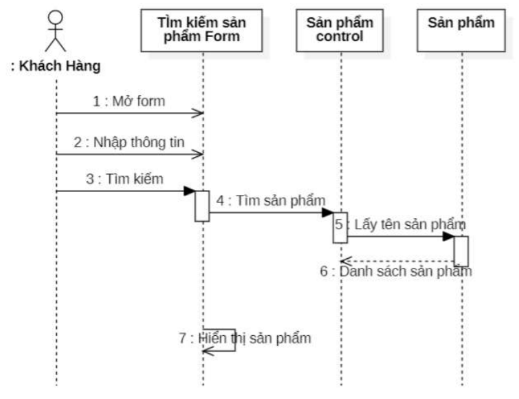 Tìm kiếm sản
phẩm Form
Sản phẩm
control
Sản phẩm
: Khách Hàng
1 : Mở form
2 : Nhập thông tin
3 : Tìm kiếm
4 : Tìm sản phẩm
5 : Lấy tên sản phẩm
6 : Danh sách sản phẩm
7 : Hiển thị sản phẩm